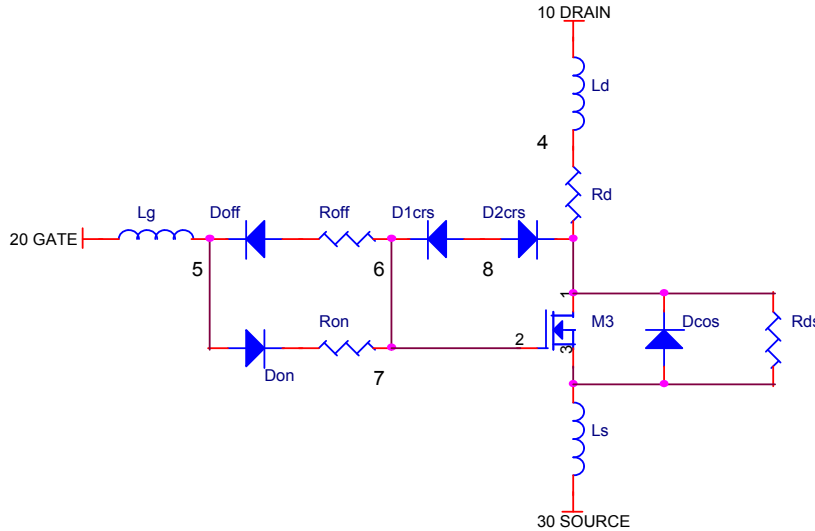 10 DRAIN
Ld
4
Rd
Lg
Doff
Roff
D1crs
D2crs
20 GATE
5
6
8
1
M3
Dcos
Rds
Ron
2
3
Don
7
Ls
30 SOURCE